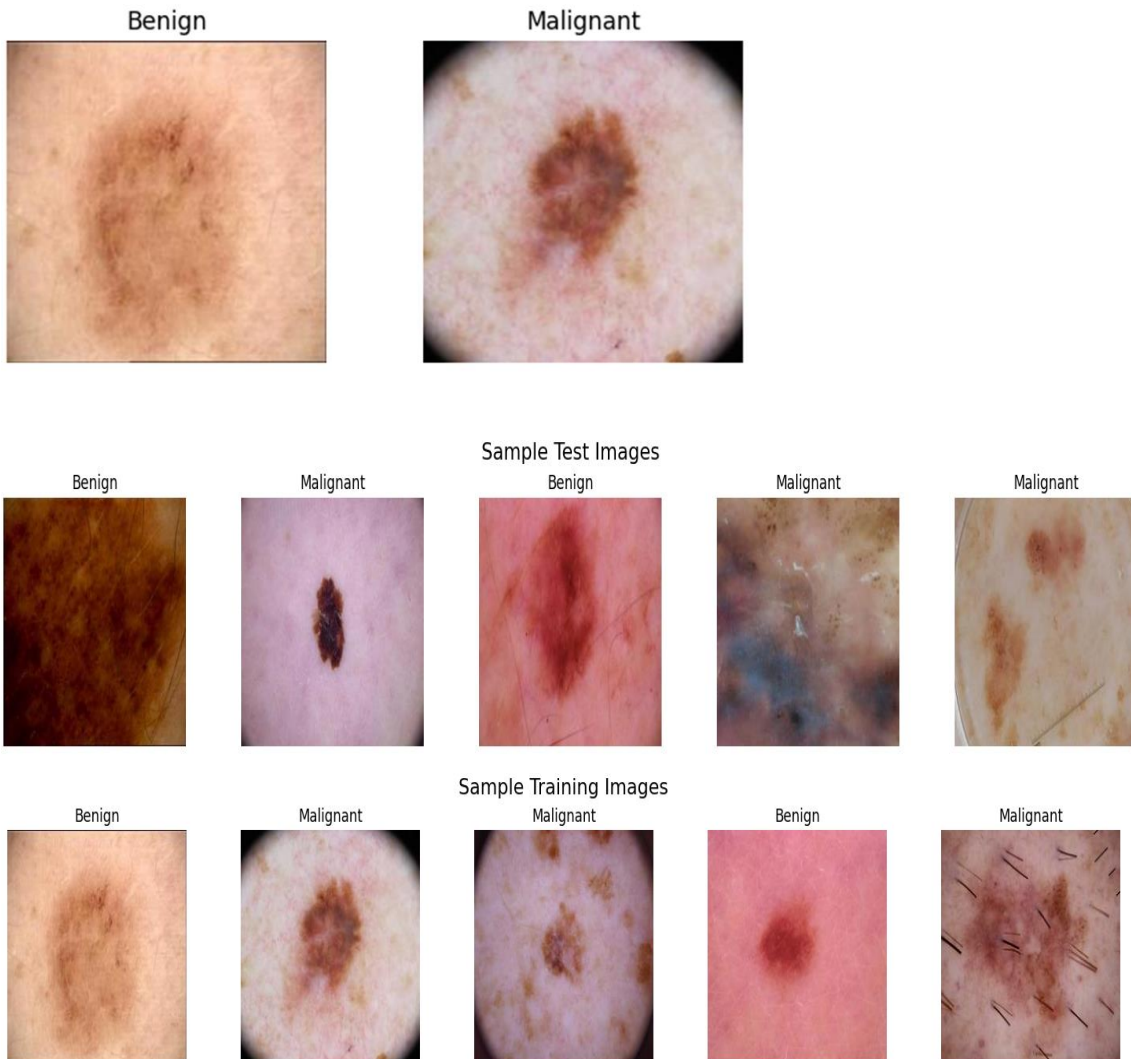 Benign Malignant
Sample Test Images
Benign Malignant Benign Malignant Malignant
Sample Training Images
Benign Malignant Malignant Benign Malignant